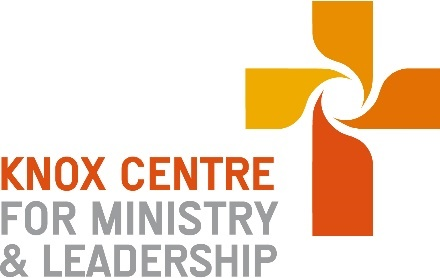 KNOX CENTRE
FOR MINISTRY
& LEADERSHIP